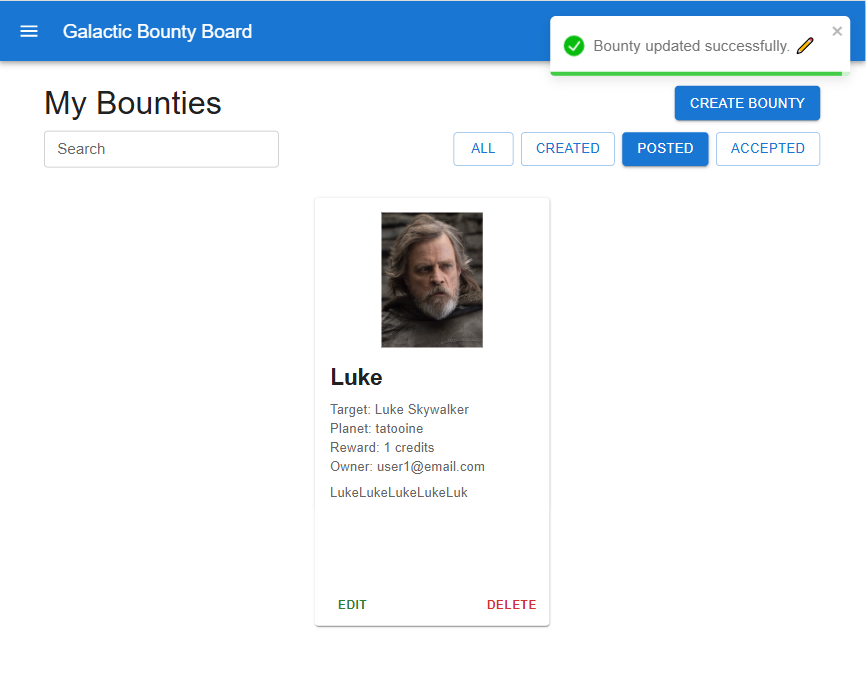 Galactic Bounty Board
Bounty updated successfully.
My Bounties
CREATE BOUNTY
Search
ALL
CREATED
POSTED
ACCEPTED
Luke
Target: Luke Skywalker
Planet: tatooine
Reward: 1 credits
Owner: user1@email.com
LukeLukeLukeLukeLuk
EDIT
DELETE